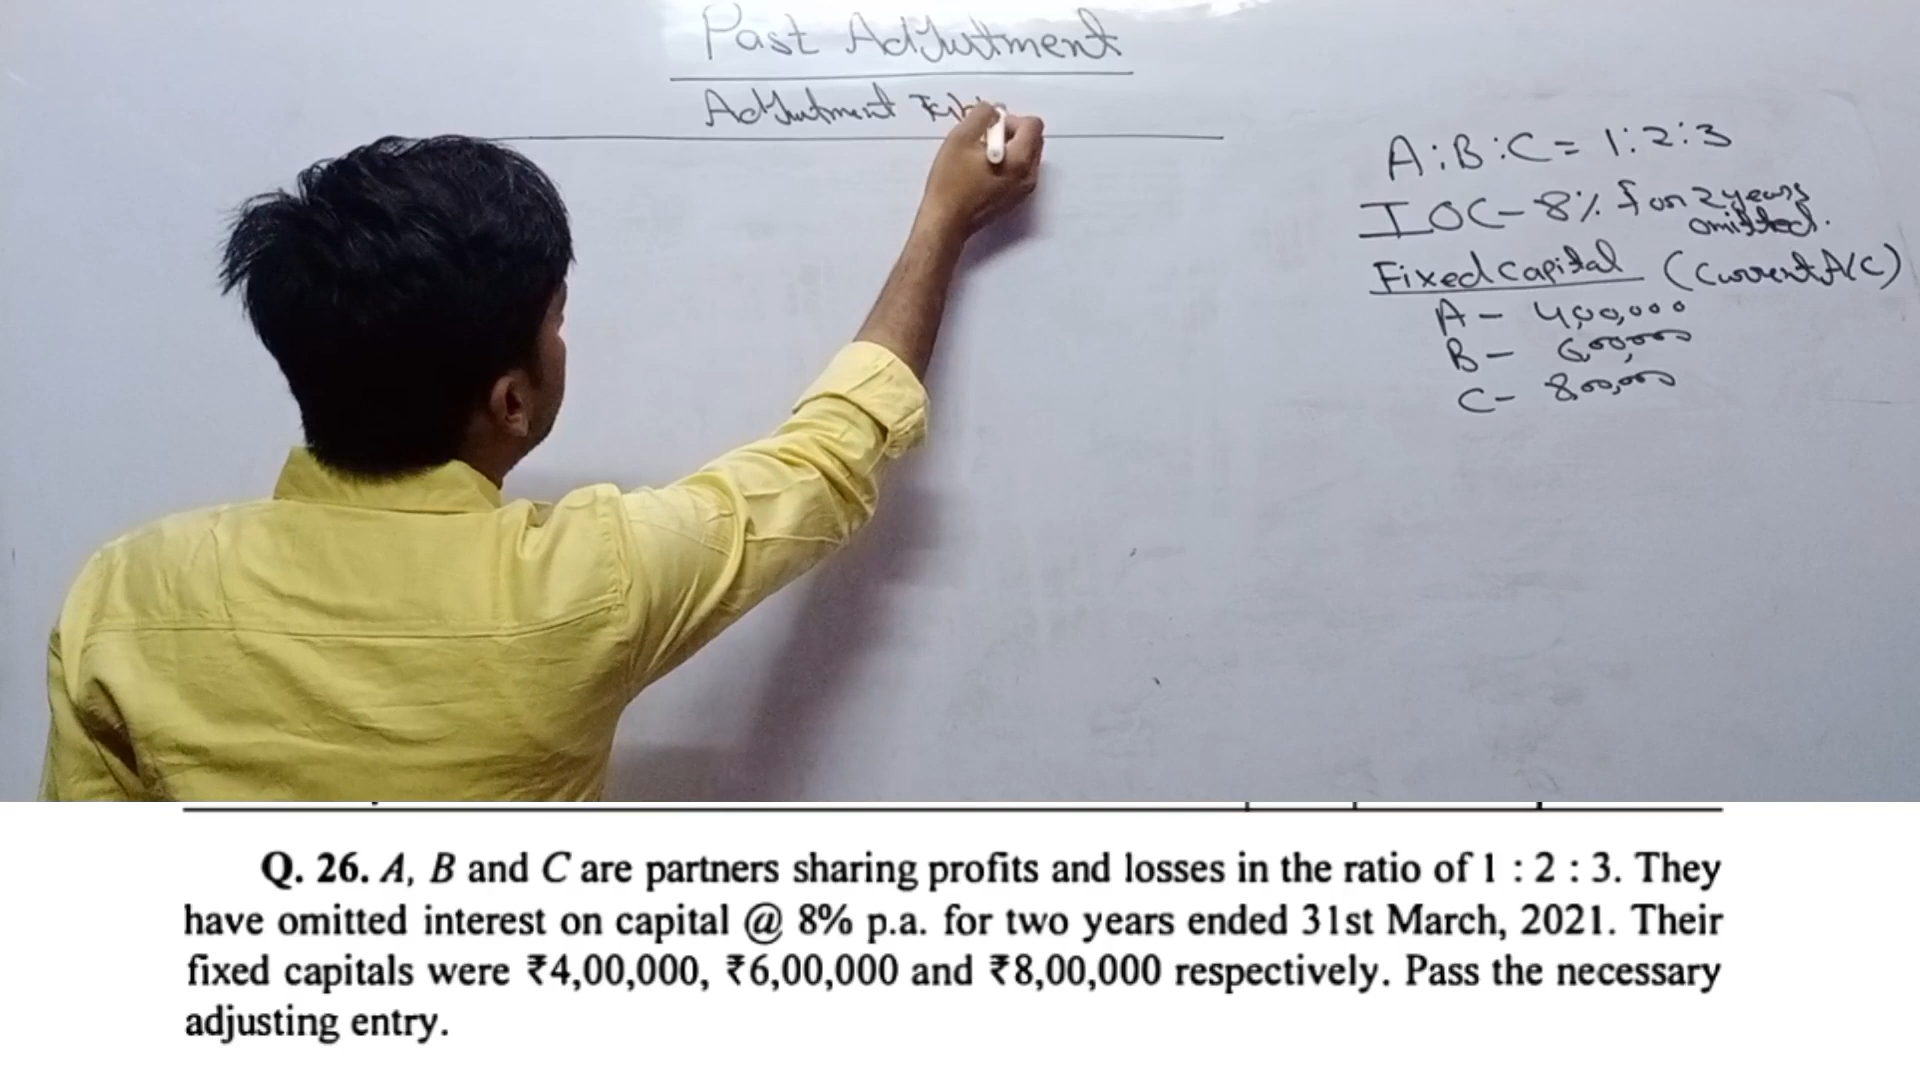 Past Adjustment
Adjustment Table
A:B:C = 1:2:3
IOC - 8% for 2 years
omitted.
Fixed Capital (Current A/C)
A - 4,00,000
B - 6,00,000
C - 8,00,000
Q. 26. A, B and C are partners sharing profits and losses in the ratio of 1 : 2 : 3. They
have omitted interest on capital @ 8% p.a. for two years ended 31st March, 2021. Their
fixed capitals were ₹4,00,000, ₹6,00,000 and ₹8,00,000 respectively. Pass the necessary
adjusting entry.